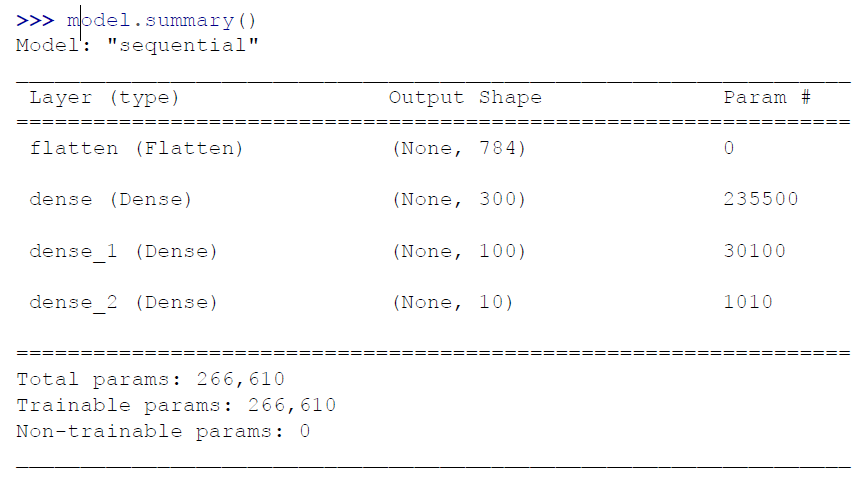 >>> model.summary()
Model: "sequential"
_________________________________________________________________
Layer (type) Output Shape Param #
=================================================================
flatten (Flatten) (None, 784) 0
dense (Dense) (None, 300) 235500
dense_1 (Dense) (None, 100) 30100
dense_2 (Dense) (None, 10) 1010
=================================================================
Total params: 266,610
Trainable params: 266,610
Non-trainable params: 0
_________________________________________________________________